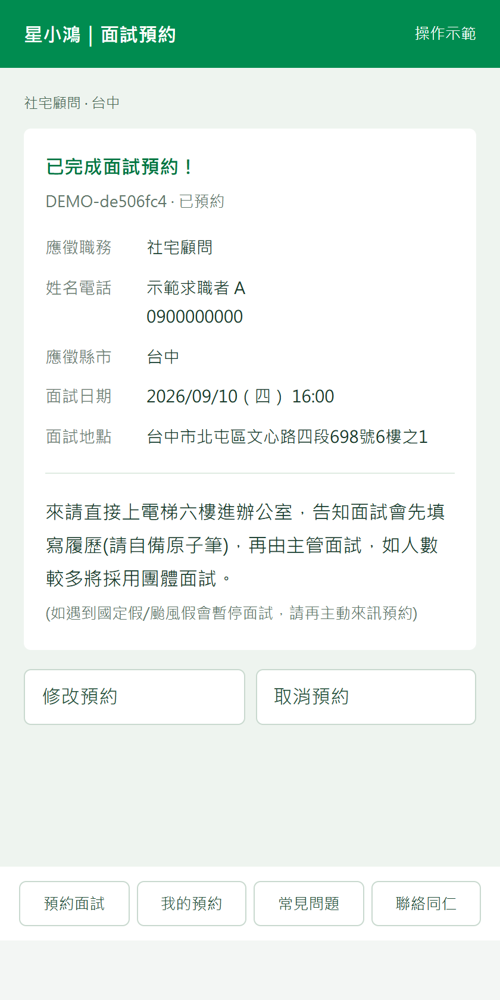 星小鴻｜面試預約
操作示範
社宅顧問 · 台中
已完成面試預約！
DEMO-de506fc4 · 已預約
應徵職務 社宅顧問
姓名電話 示範求職者 A
0900000000
應徵縣市 台中
面試日期 2026/09/10（四） 16:00
面試地點 台中市北屯區文心路四段698號6樓之1
來請直接上電梯六樓進辦公室，告知面試會先填
寫履歷(請自備原子筆)，再由主管面試，如人數
較多將採用團體面試。
(如遇到國定假/颱風假會暫停面試，請再主動來訊預約)
修改預約
取消預約
預約面試
我的預約
常見問題
聯絡同仁